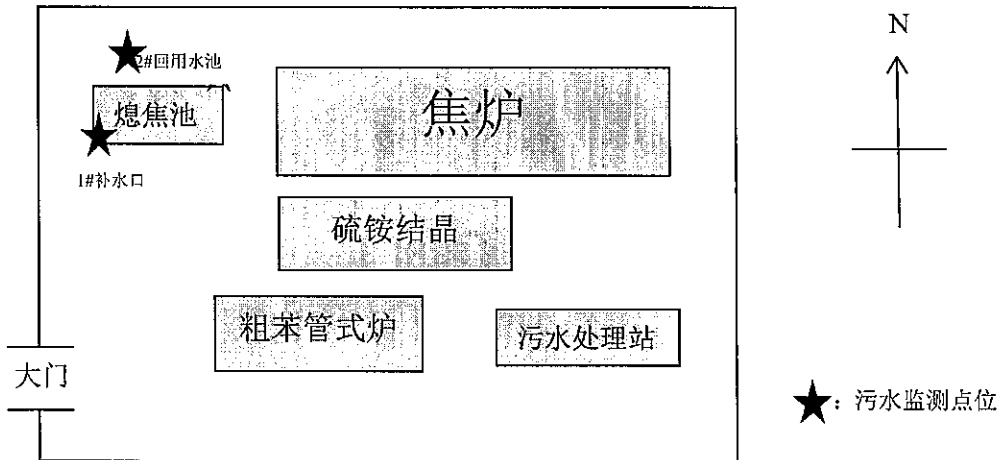 N
2#回用水池
熄焦池
焦炉
1#补水口
硫铵结晶
粗苯管式炉
污水处理站
大门
★：污水监测点位